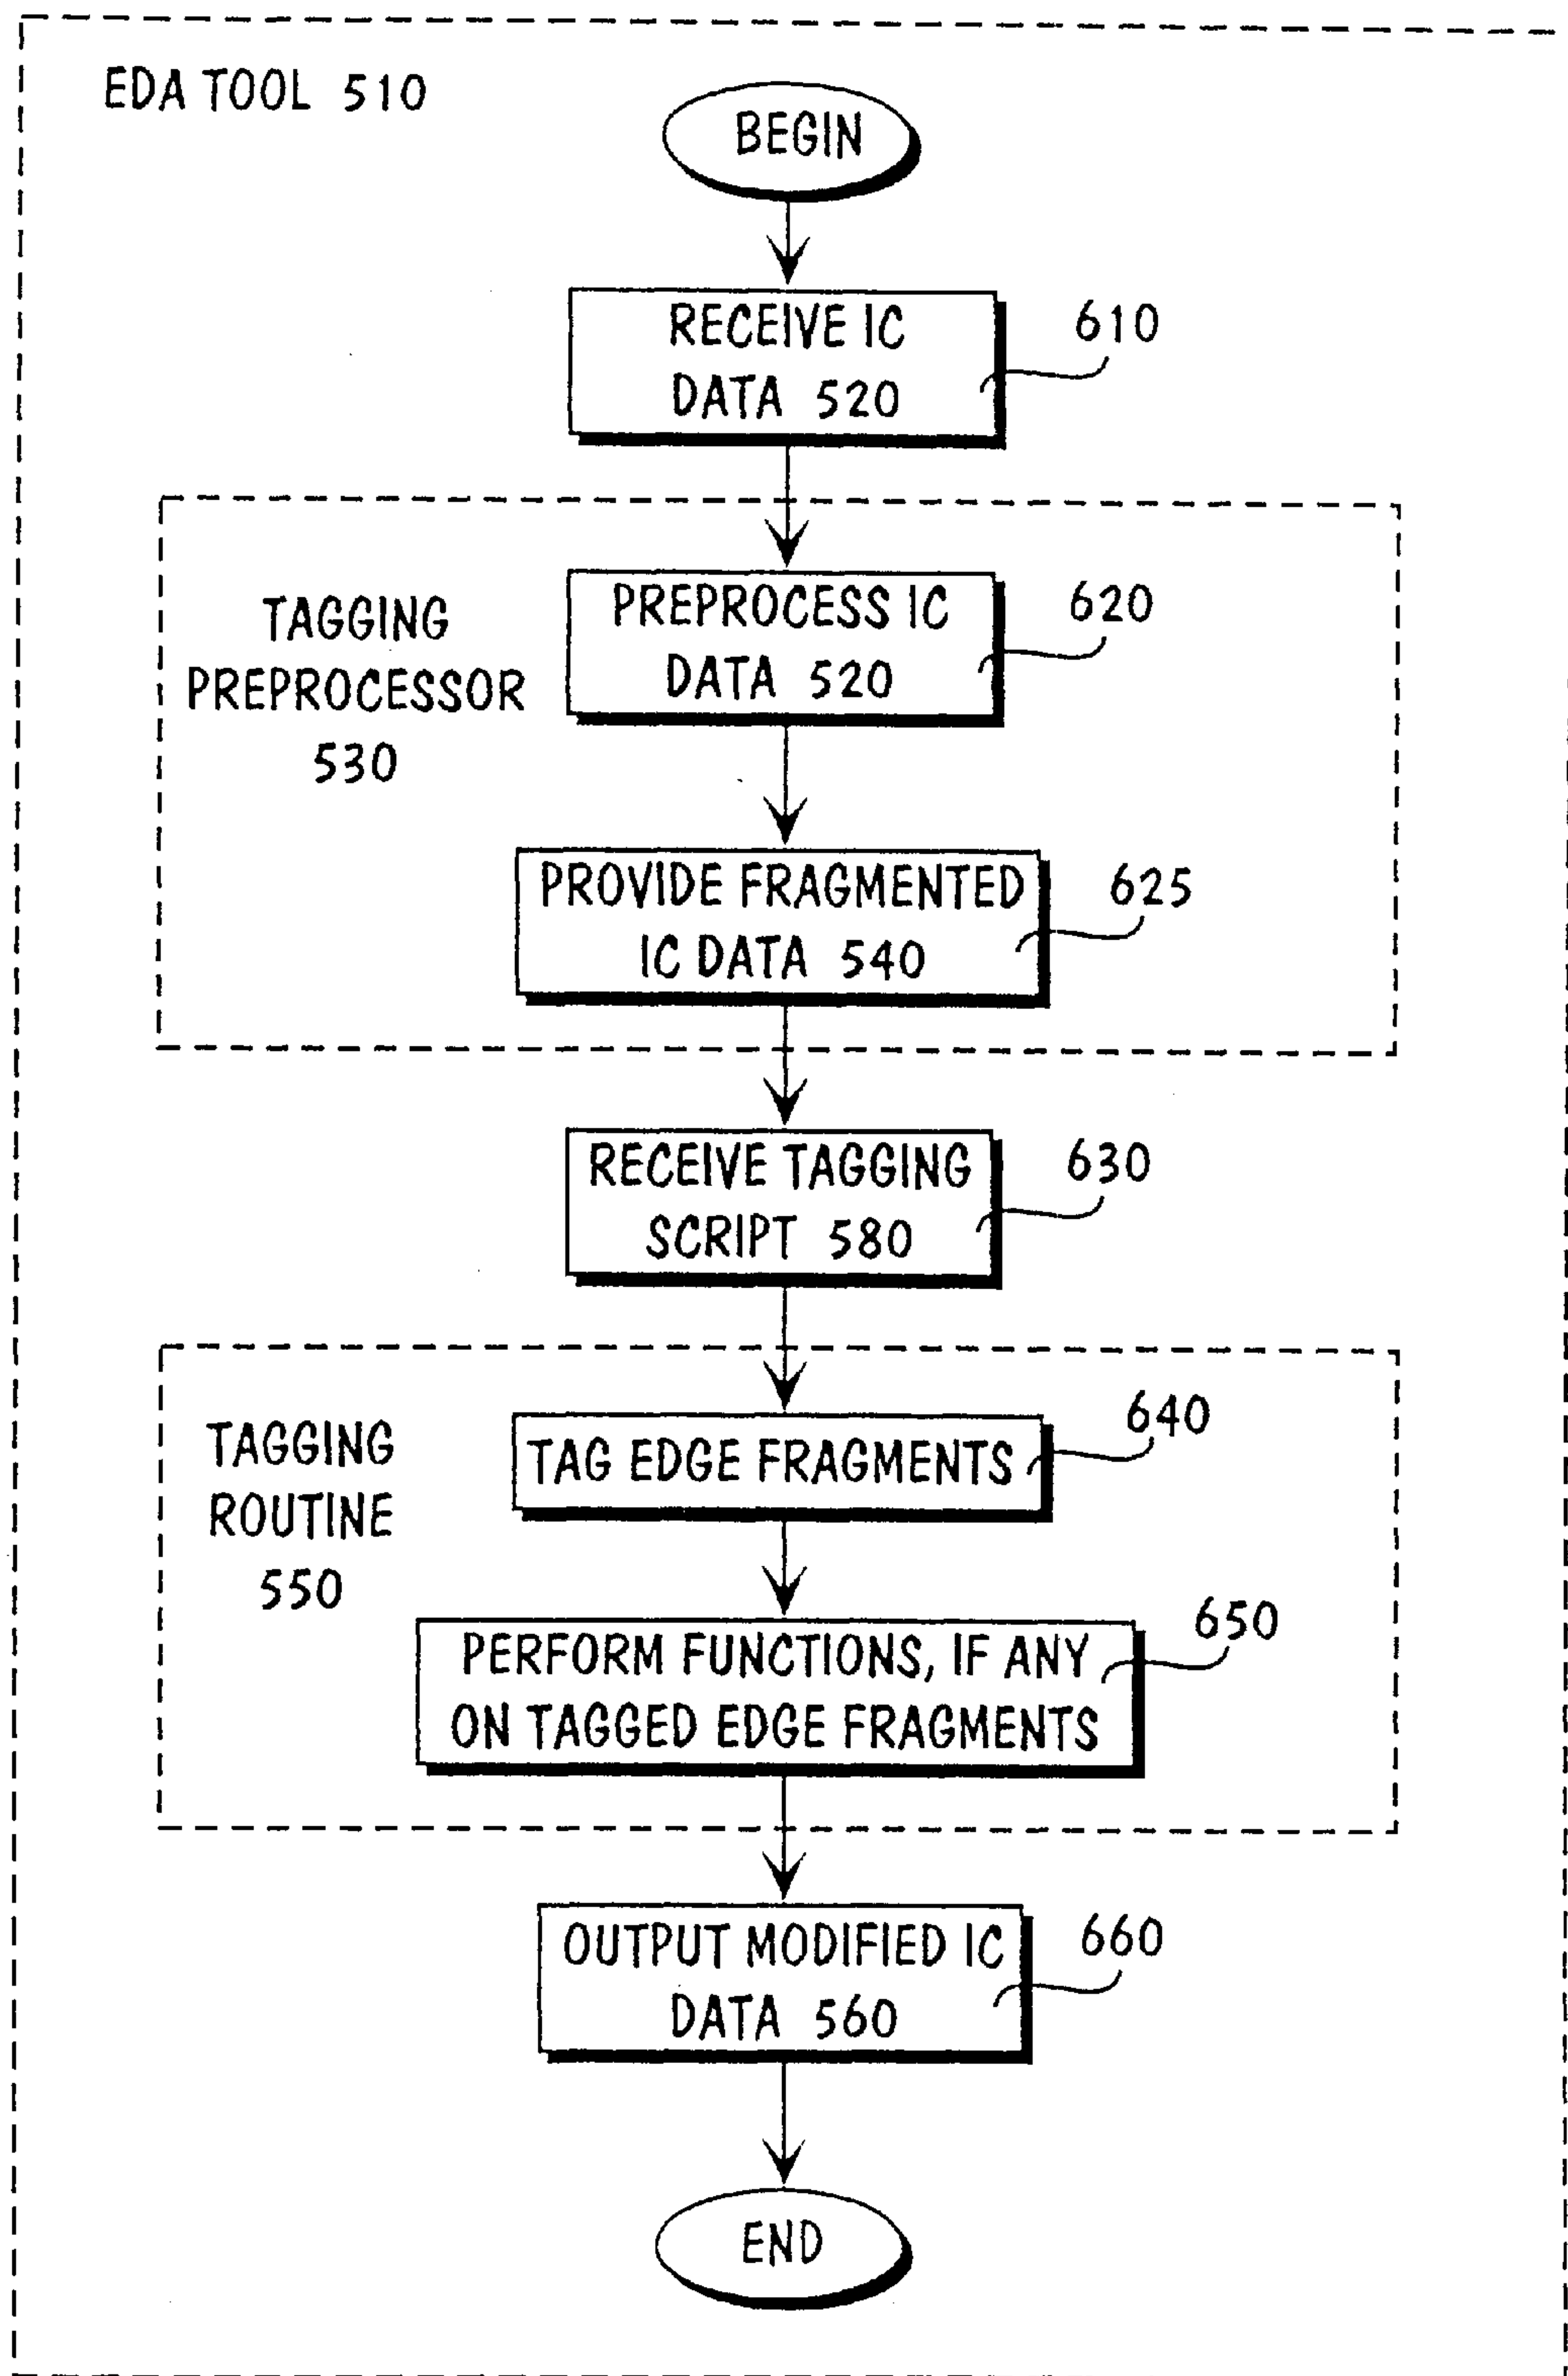 EDA TOOL 510
BEGIN
RECEIVE IC
DATA 520
610
TAGGING
PREPROCESSOR
530
PREPROCESS IC
DATA 520
620
PROVIDE FRAGMENTED
IC DATA 540
625
RECEIVE TAGGING
SCRIPT 580
630
TAGGING
ROUTINE
550
TAG EDGE FRAGMENTS
640
PERFORM FUNCTIONS, IF ANY
ON TAGGED EDGE FRAGMENTS
650
OUTPUT MODIFIED IC
DATA 560
660
END